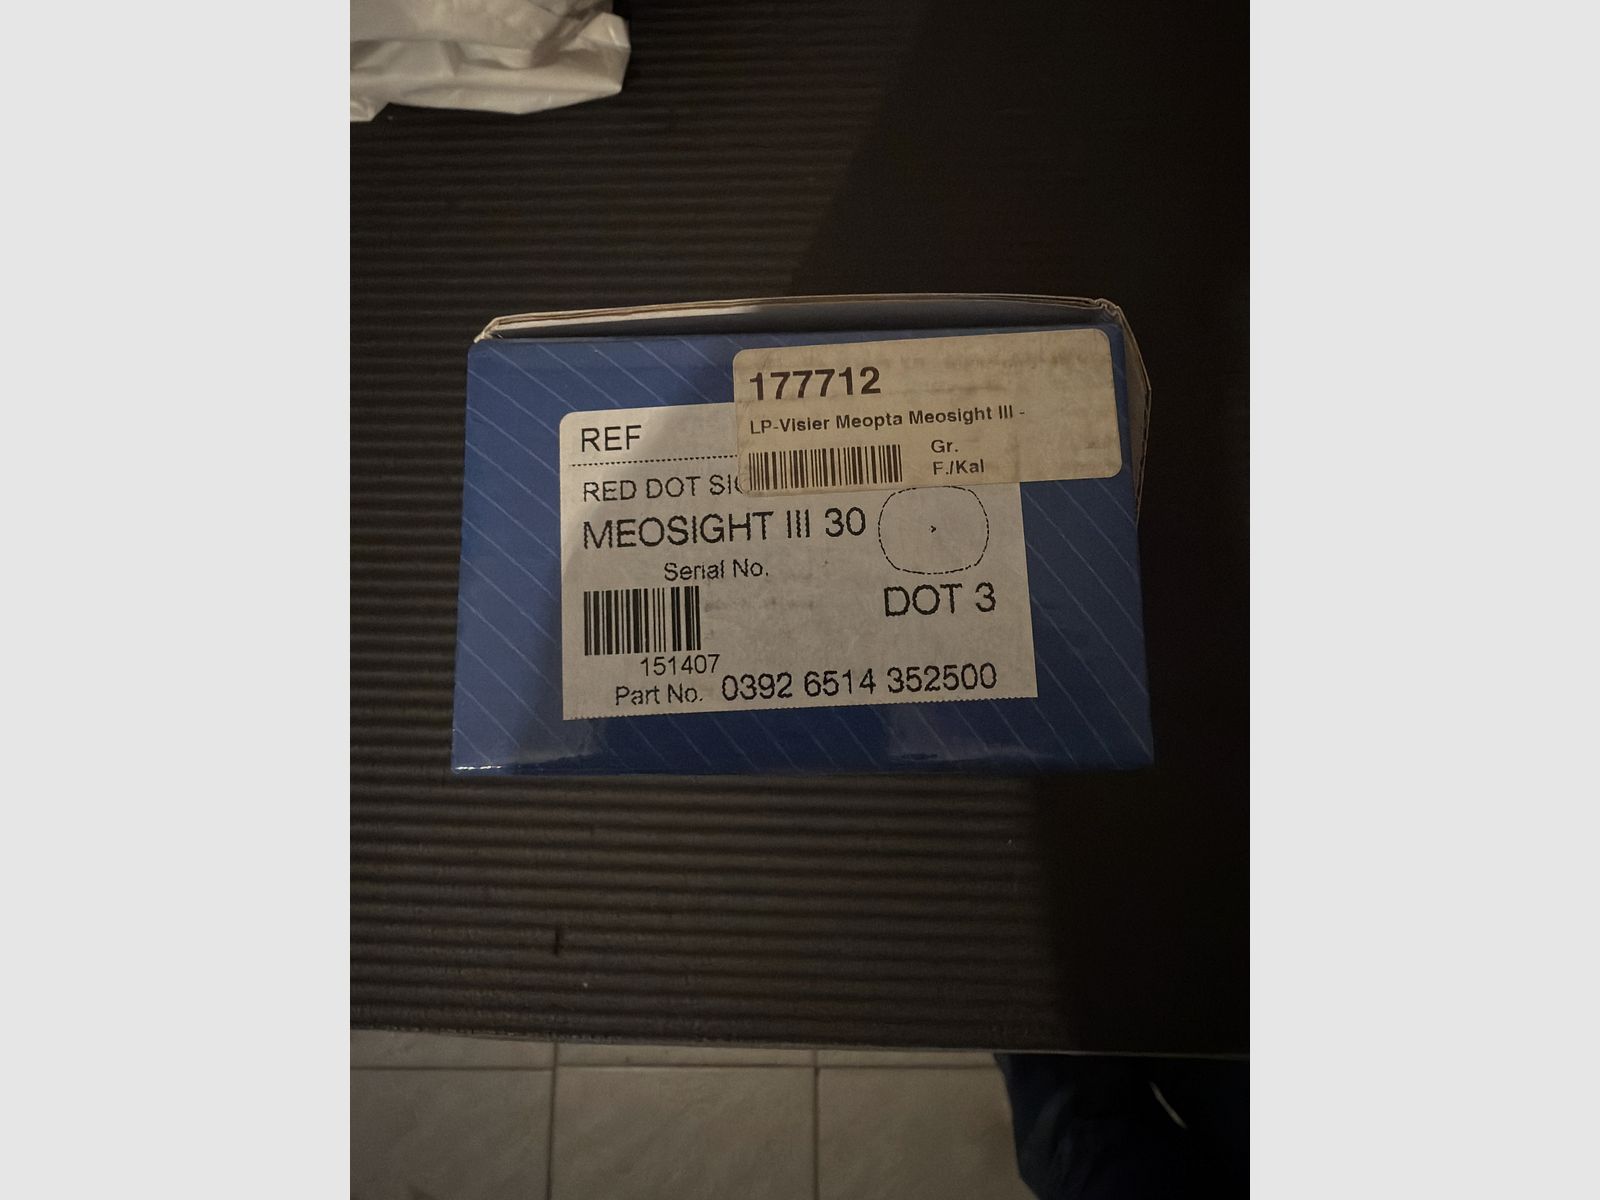 177712
LP-Visier Meopta Meosight III -
Gr.
F./Kal
REF
RED DOT
MEOSIGHT III 30
Serial No.
DOT 3
151407
Part No. 0392 6514 352500